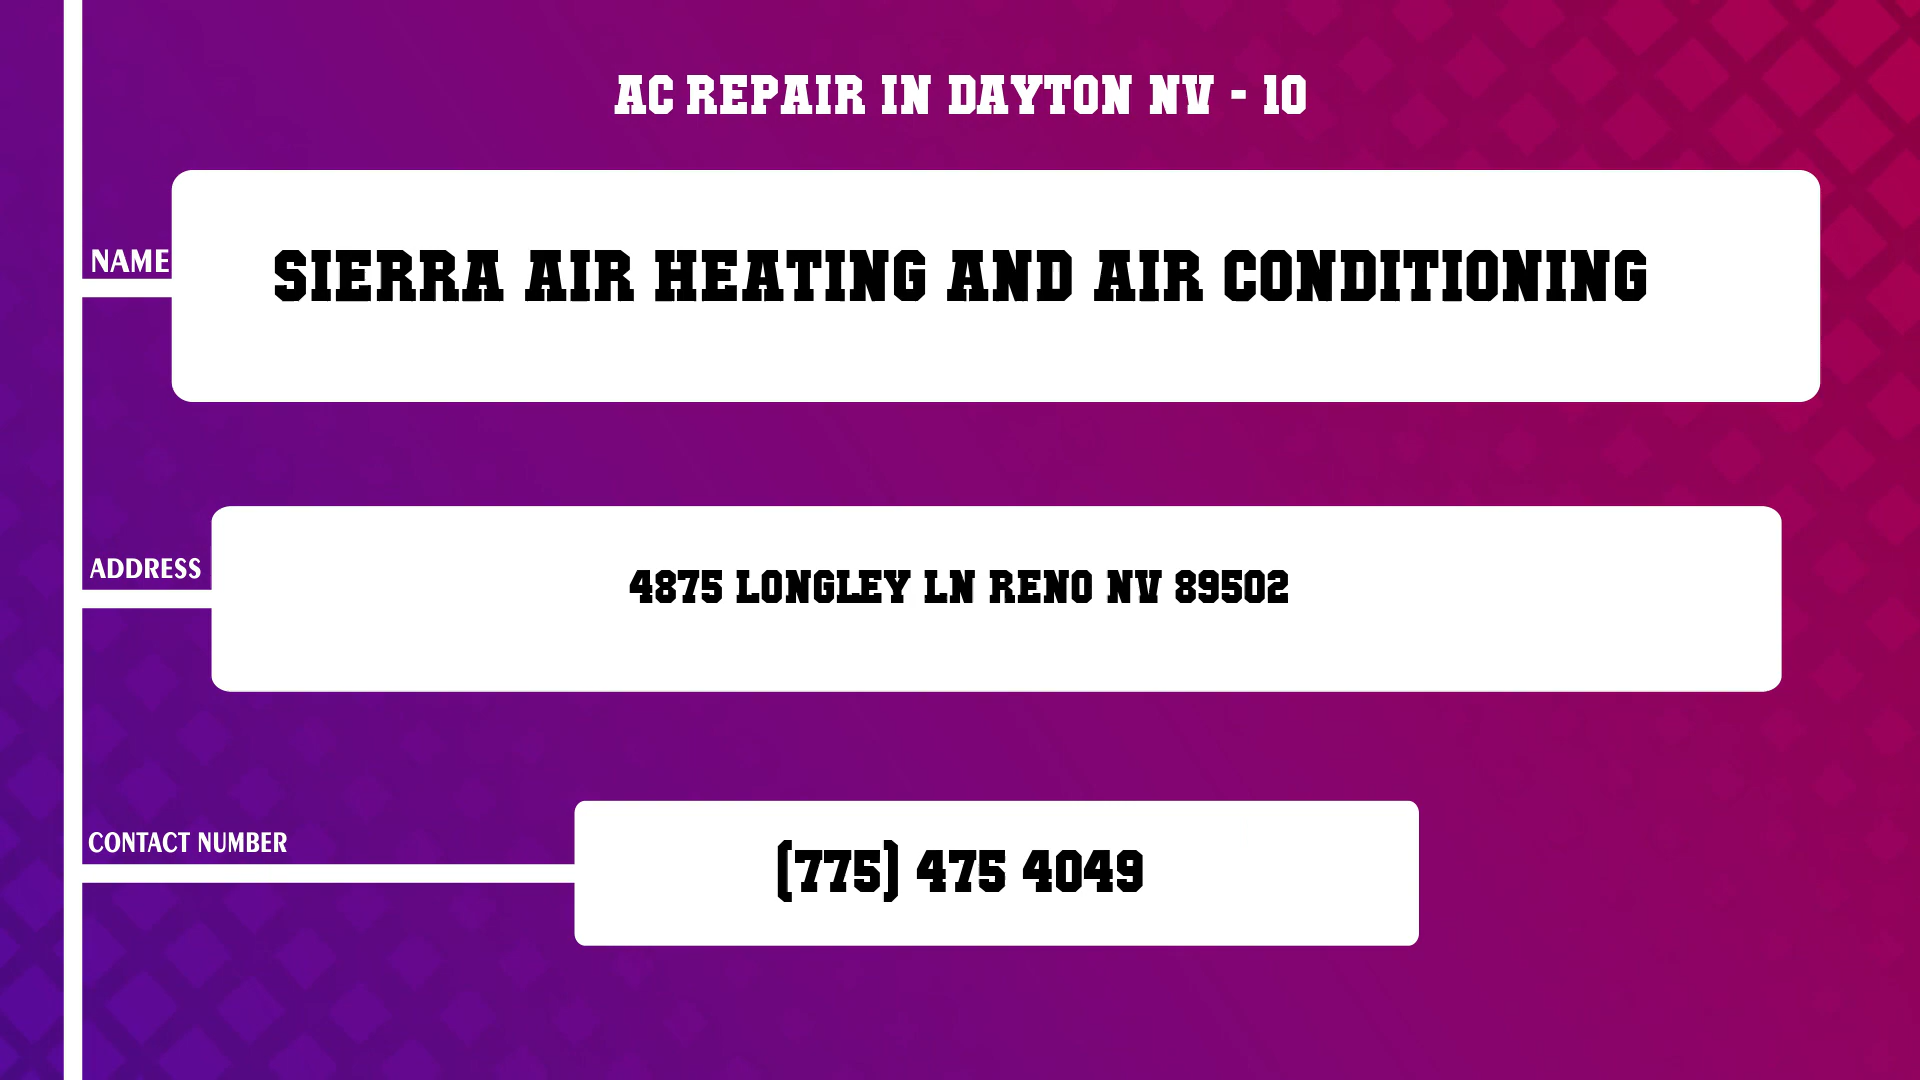 AC REPAIR IN DAYTON NV - 10
NAME
SIERRA AIR HEATING AND AIR CONDITIONING
ADDRESS
4875 LONGLEY LN RENO NV 89502
CONTACT NUMBER
(775) 475 4049